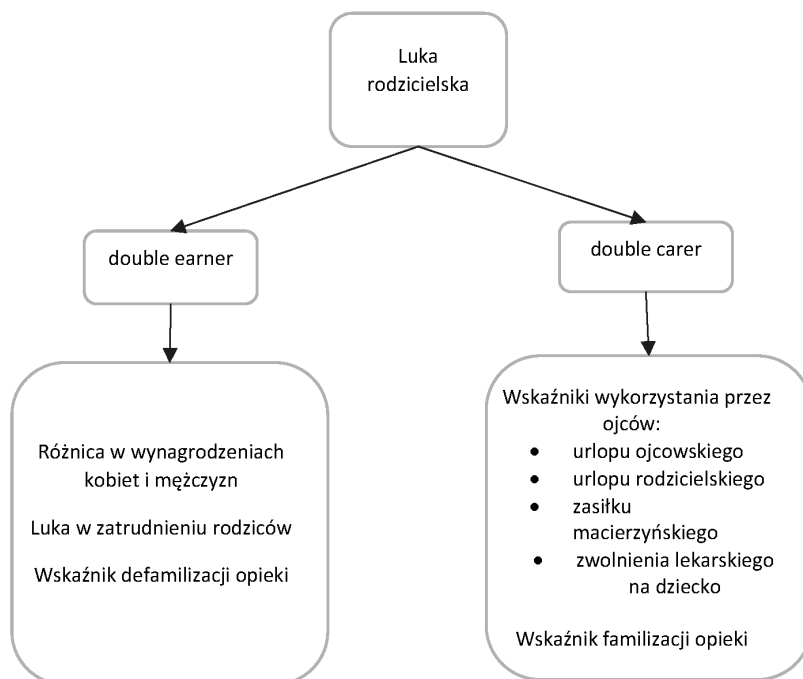 Luka
rodzicielska
double earner
double carer
Różnica w wynagrodzeniach
kobiet i mężczyzn
Luka w zatrudnieniu rodziców
Wskaźnik defamilizacji opieki
Wskaźniki wykorzystania przez
ojców:
● urlopu ojcowskiego
● urlopu rodzicielskiego
● zasiłku
macierzyńskiego
● zwolnienia lekarskiego
na dziecko
Wskaźnik familizacji opieki